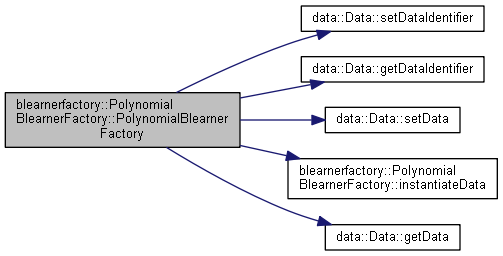 data::Data::setDataIdentifier
data::Data::getDataIdentifier
blearnerfactory::Polynomial
BlearnerFactory::PolynomialBlearner
Factory
data::Data::setData
blearnerfactory::Polynomial
BlearnerFactory::instantiateData
data::Data::getData